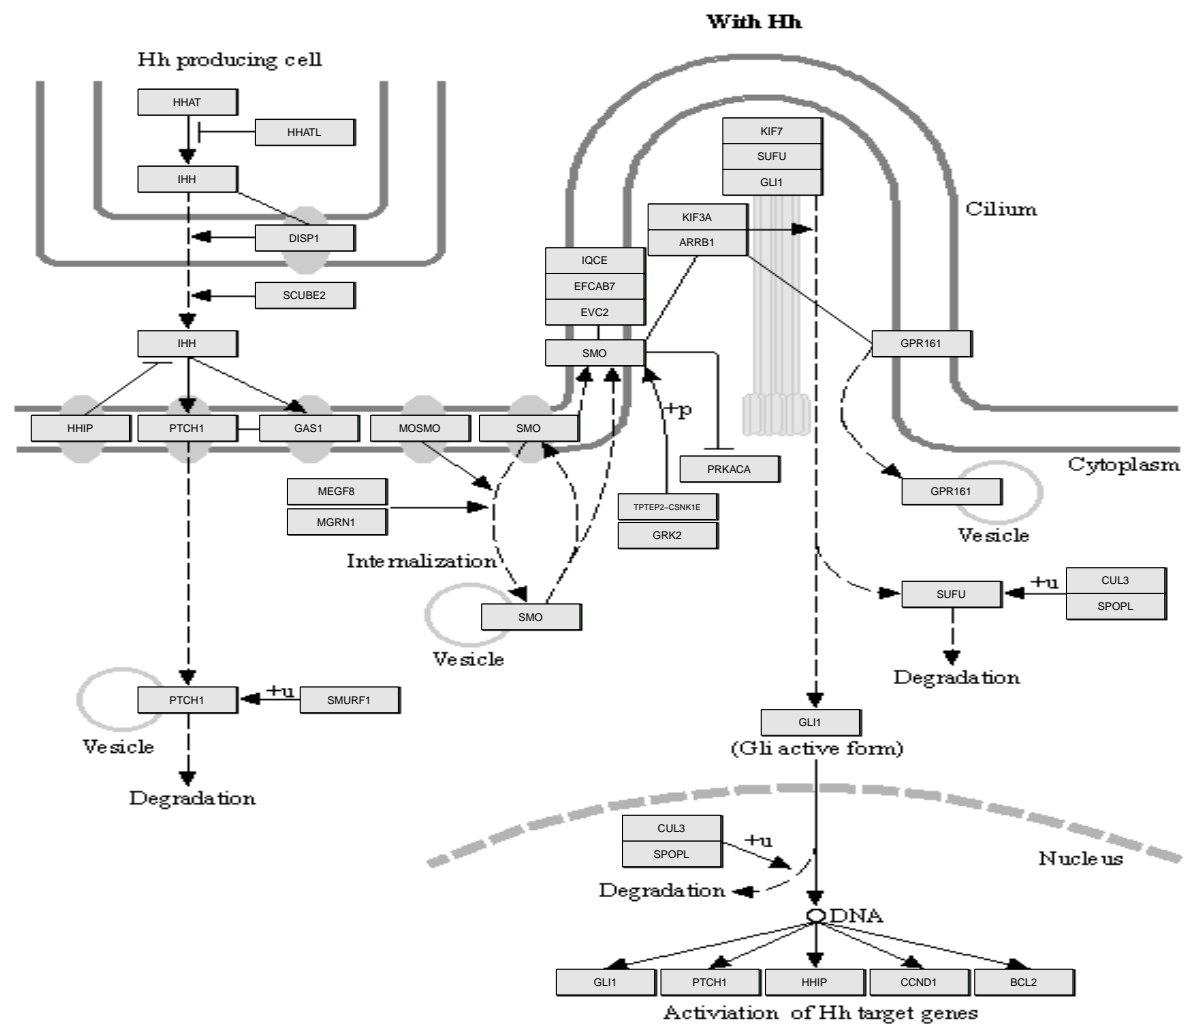 With Hh
Hh producing cell
HHAT
HHATL
IHH
DISP1
SCUBE2
IHH
HHIP
PTCH1
GAS1
MOSMO
SMO
MEGF8
MGRN1
Internalization
SMO
Vesicle
PTCH1
+u
SMURF1
Vesicle
Degradation
KIF7
SUFU
GLI1
KIF3A
ARRB1
Cilium
IQCE
EFCAB7
EVC2
SMO
GPR161
+p
PRKACA
Cytoplasm
TPTEP2-CSNK1E
GRK2
GPR161
Vesicle
SUFU
+u
CUL3
SPOPL
Degradation
GLI1
(Gli active form)
CUL3
SPOPL
+u
Nucleus
Degradation
DNA
GLI1
PTCH1
HHIP
CCND1
BCL2
Activiation of Hh target genes